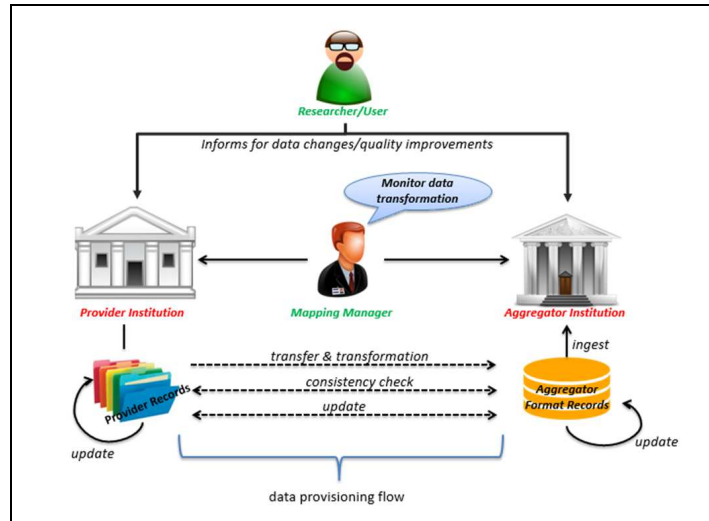 Researcher/User
Informs for data changes/quality improvements
Monitor data
transformation
Provider Institution
Mapping Manager
Aggregator Institution
ingest
transfer & transformation
consistency check
update
Provider Records
Aggregator
Format Records
update
update
data provisioning flow